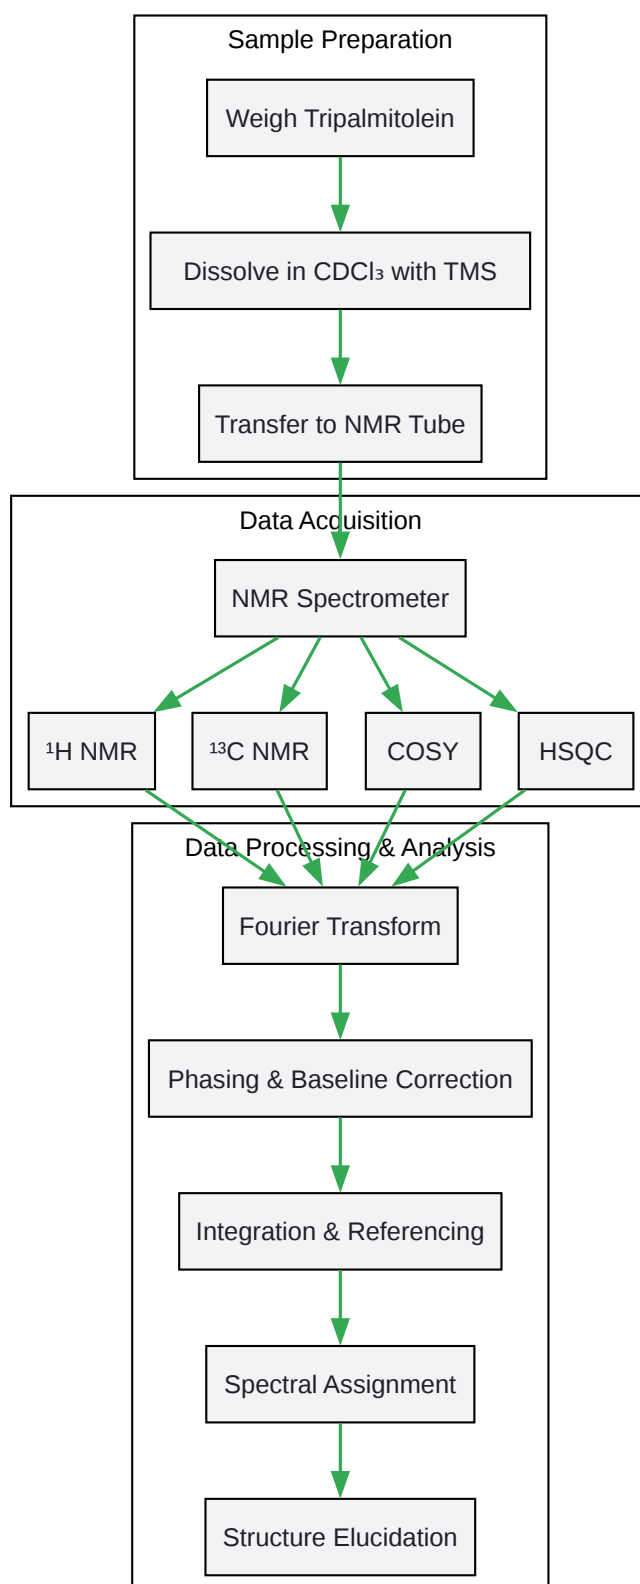 Sample Preparation
Weigh Tripalmitolein
Dissolve in CDCl₃ with TMS
Transfer to NMR Tube
Data Acquisition
NMR Spectrometer
¹H NMR
¹³C NMR
COSY
HSQC
Data Processing & Analysis
Fourier Transform
Phasing & Baseline Correction
Integration & Referencing
Spectral Assignment
Structure Elucidation